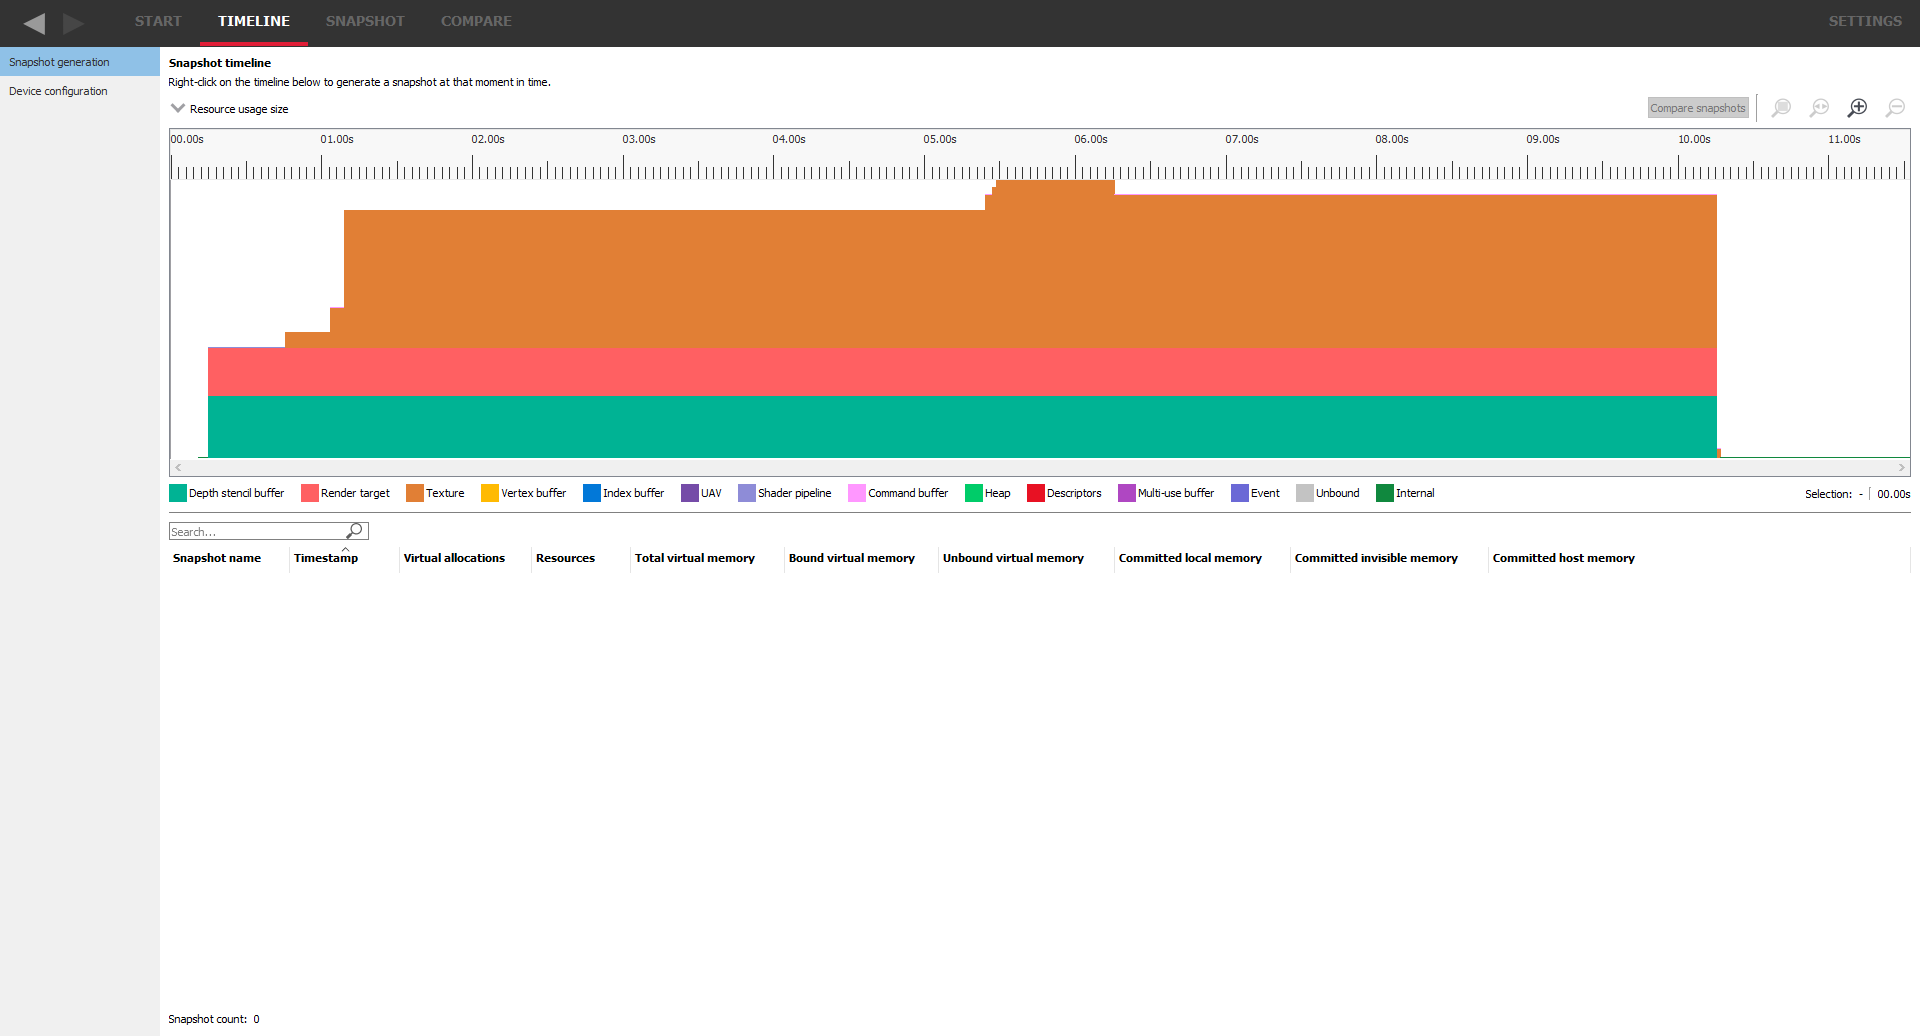 START TIMELINE SNAPSHOT COMPARE SETTINGS
Snapshot generation
Device configuration
Snapshot timeline
Right-click on the timeline below to generate a snapshot at that moment in time.
Resource usage size
Compare snapshots
00.00s 01.00s 02.00s 03.00s 04.00s 05.00s 06.00s 07.00s 08.00s 09.00s 10.00s 11.00s
Depth stencil buffer Render target Texture Vertex buffer Index buffer UAV Shader pipeline Command buffer Heap Descriptors Multi-use buffer Event Unbound Internal Selection: - 00.00s
Search...
Snapshot name Timestamp Virtual allocations Resources Total virtual memory Bound virtual memory Unbound virtual memory Committed local memory Committed invisible memory Committed host memory
Snapshot count: 0